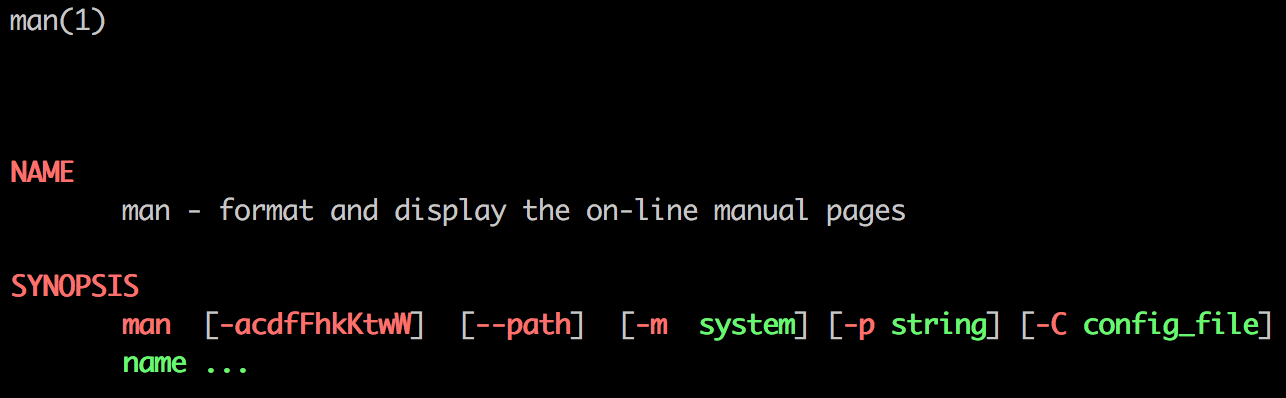 man(1)
NAME
man - format and display the on-line manual pages
SYNOPSIS
man [-acdfFhkKtwW] [--path] [-m system] [-p string] [-C config_file]
name ...